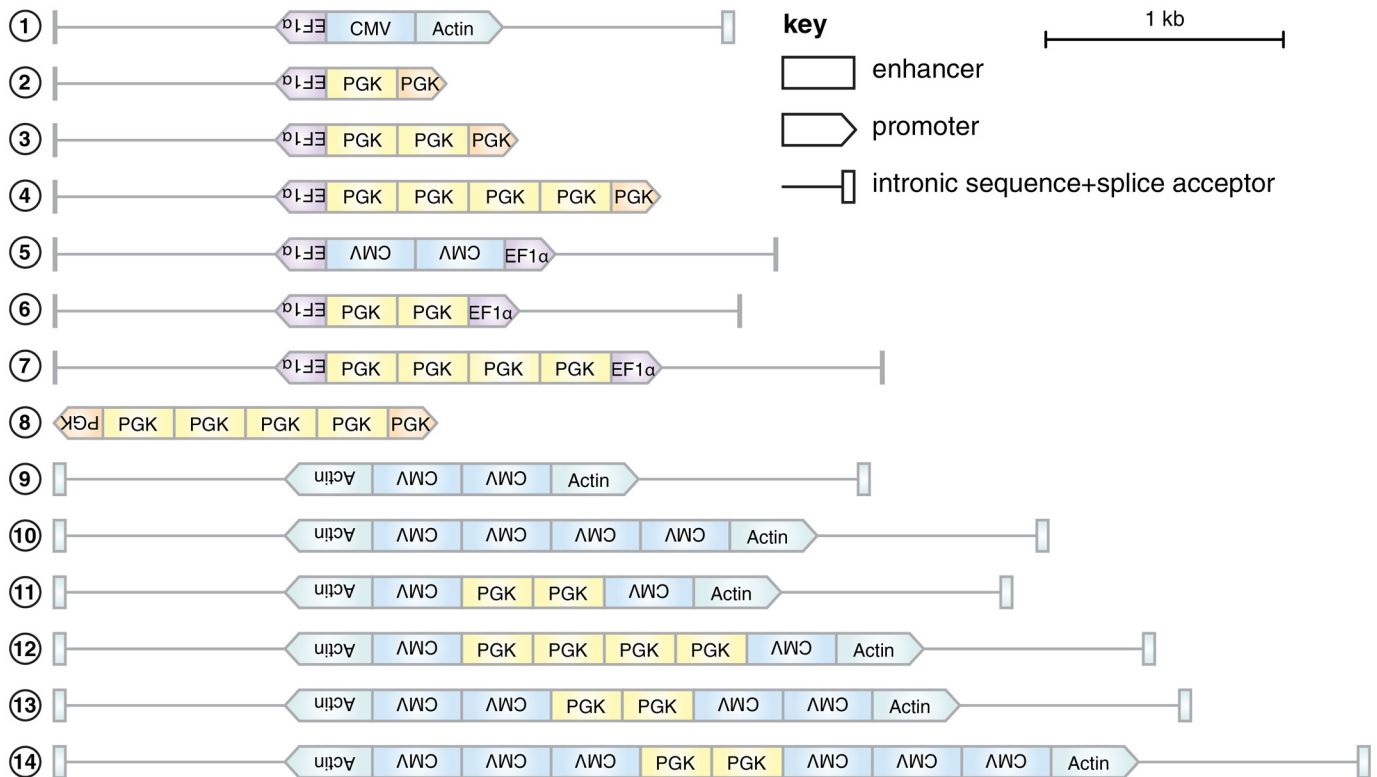 1 EF1α CMV Actin
2 EF1α PGK PGK
3 EF1α PGK PGK PGK
4 EF1α PGK PGK PGK PGK PGK
5 EF1α CMV CMV EF1α
6 EF1α PGK PGK EF1α
7 EF1α PGK PGK PGK PGK EF1α
8 PGK PGK PGK PGK PGK PGK
9 Actin CMV CMV Actin
10 Actin CMV CMV CMV CMV Actin
11 Actin CMV PGK PGK CMV Actin
12 Actin CMV PGK PGK PGK PGK CMV Actin
13 Actin CMV CMV PGK PGK CMV CMV Actin
14 Actin CMV CMV CMV PGK PGK CMV CMV CMV Actin
key
enhancer
promoter
intronic sequence+splice acceptor
1 kb